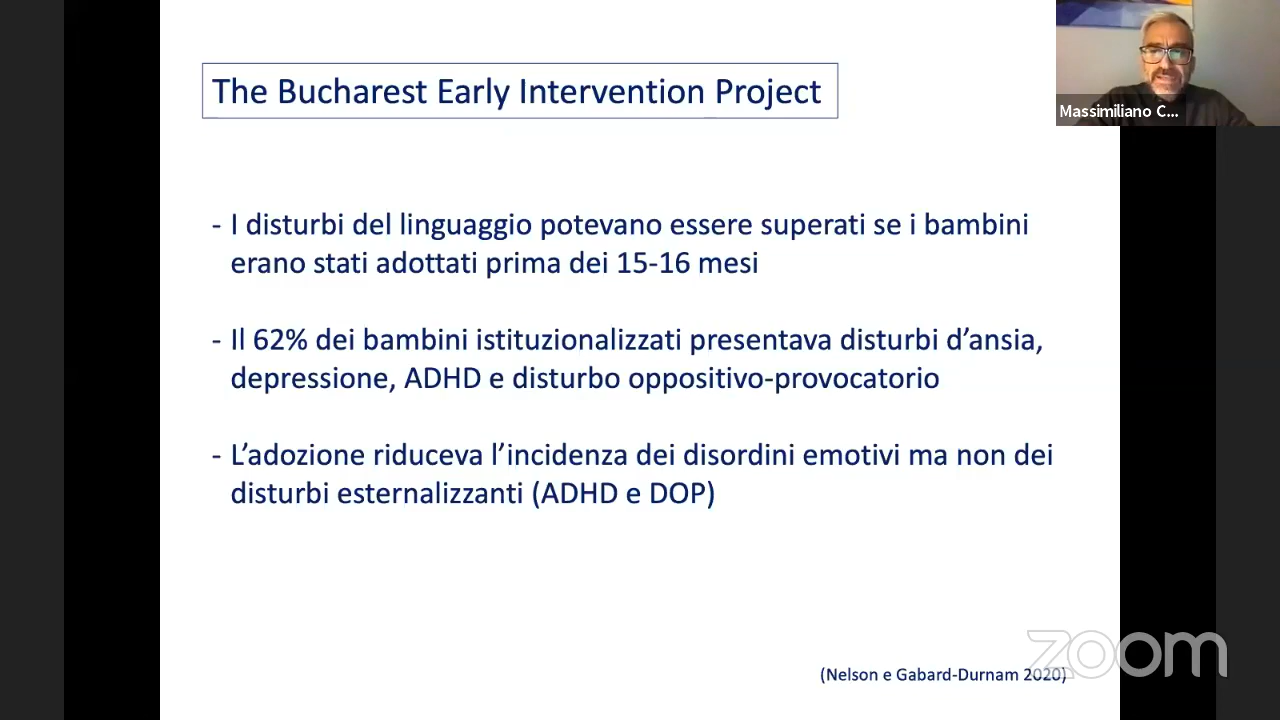 The Bucharest Early Intervention Project
Massimiliano C...
- I disturbi del linguaggio potevano essere superati se i bambini
erano stati adottati prima dei 15-16 mesi
- Il 62% dei bambini istituzionalizzati presentava disturbi d’ansia,
depressione, ADHD e disturbo oppositivo-provocatorio
- L’adozione riduceva l’incidenza dei disordini emotivi ma non dei
disturbi esternalizzanti (ADHD e DOP)
zoom
(Nelson e Gabard-Durnam 2020)